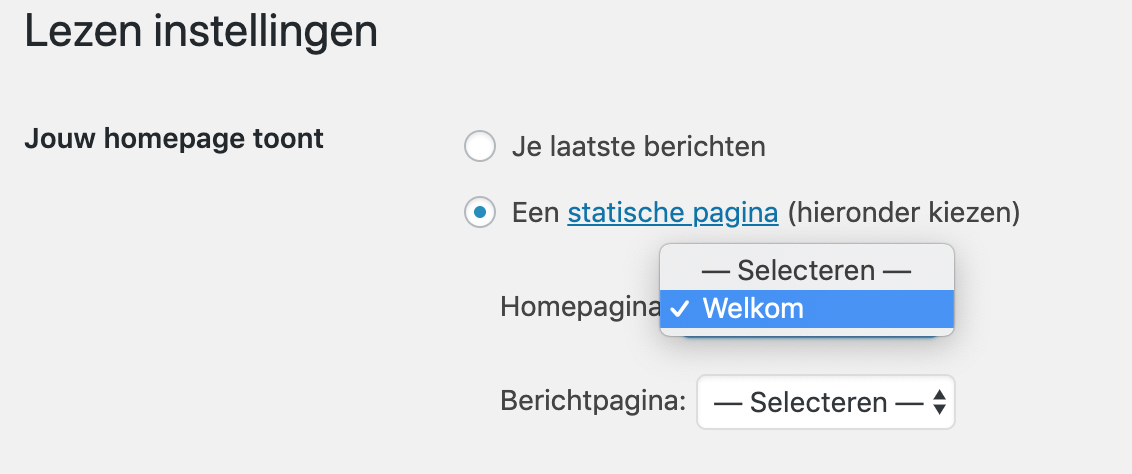 Lezen instellingen
Jouw homepage toont
Je laatste berichten
Een statische pagina (hieronder kiezen)
— Selecteren —
Homepagina
✓ Welkom
Berichtpagina: — Selecteren —